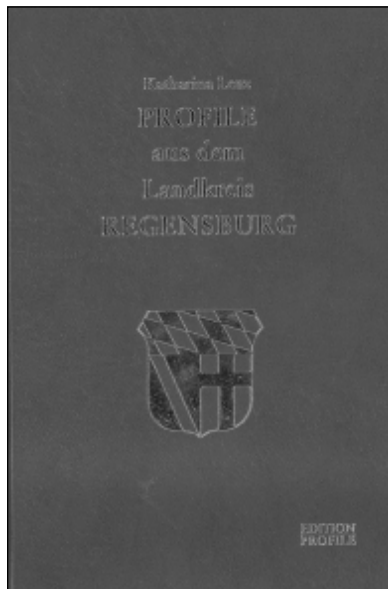 Katharina Lenz
PROFILE
aus dem
Landkreis
REGENSBURG
EDITION
PROFILE